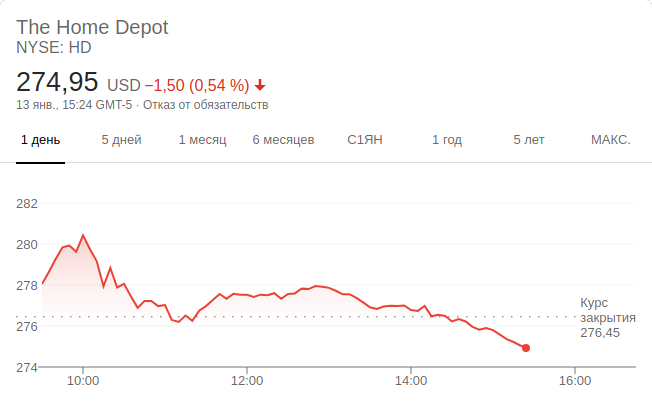 The Home Depot
NYSE: HD
274,95 USD −1,50 (0,54 %)
13 янв., 15:24 GMT-5 · Отказ от обязательств
1 день 5 дней 1 месяц 6 месяцев С1ЯН 1 год 5 лет МАКС.
282
280
278
276
274
Курс
закрытия
276,45
10:00 12:00 14:00 16:00